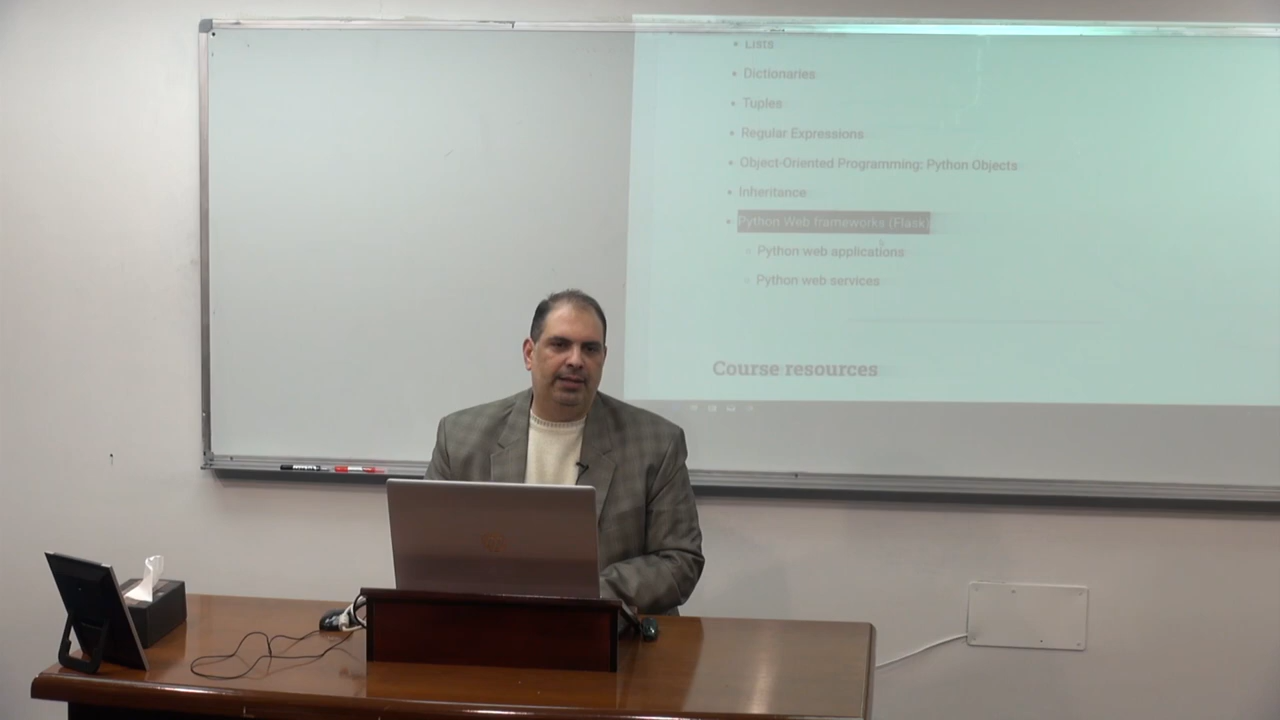 Lists
Dictionaries
Tuples
Regular Expressions
Object-Oriented Programming: Python Objects
Inheritance
Python Web frameworks (Flask)
Python web applications
Python web services
Course resources